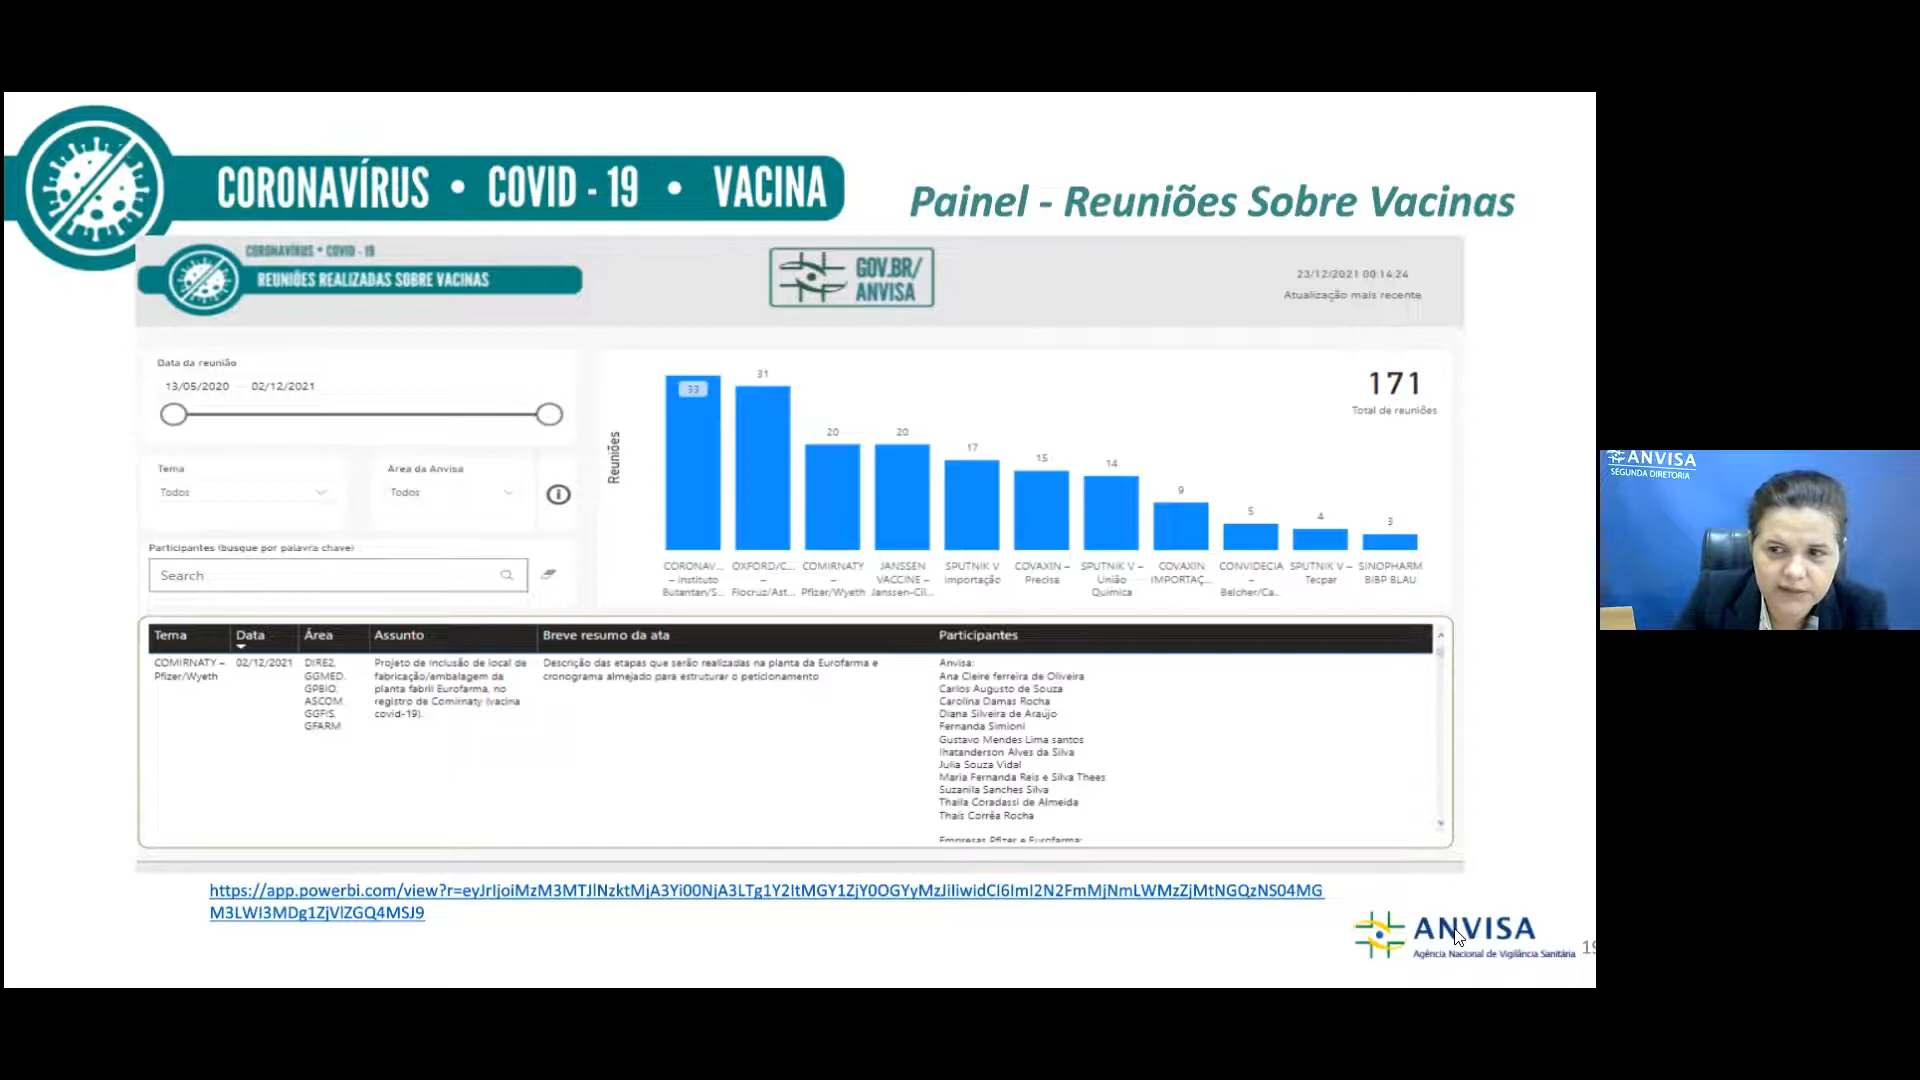 CORONAVÍRUS • COVID - 19 • VACINA
Painel - Reuniões Sobre Vacinas
CORONAVÍRUS • COVID - 19
REUNIÕES REALIZADAS SOBRE VACINAS
GOV.BR/
ANVISA
23/12/2021 00:14:24
Atualização mais recente
Data da reunião
13/05/2020 – 02/12/2021
Tema
Todos
Área da Anvisa
Todos
Participantes (busque por palavra chave)
Search
Reuniões
171
Total de reuniões
33
31
20
20
17
15
14
9
5
4
3
CORONAV...
– Instituto
Butantan/S...
OXFORD/C...
–
Fiocruz/Ast...
COMIRNATY
–
Pfizer/Wyeth
JANSSEN
VACCINE –
Janssen-Cil...
SPUTNIK V
Importação
COVAXIN –
Precisa
SPUTNIK V –
União
Química
COVAXIN
IMPORTAÇ...
CONVIDECIA
–
Belcher/Ca...
SPUTNIK V –
Tecpar
SINOPHARM
BIBP BLAU
Tema Data Área Assunto Breve resumo da ata Participantes
COMIRNATY –
Pfizer/Wyeth
02/12/2021
DIRE2,
GGMED,
GPBIO,
ASCOM,
GGFIS,
GFARM
Projeto de inclusão de local de
fabricação/embalagem da
planta fabril Eurofarma, no
registro de Comirnaty (vacina
covid-19).
Descrição das etapas que serão realizadas na planta da Eurofarma e
cronograma almejado para estruturar o peticionamento
Anvisa:
Ana Cleire ferreira de Oliveira
Carlos Augusto de Souza
Carolina Damas Rocha
Diana Silveira de Araújo
Fernanda Simioni
Gustavo Mendes Lima santos
Ihatanderson Alves da Silva
Julia Souza Vidal
Maria Fernanda Reis e Silva Thees
Suzanila Sanches Silva
Thaila Coradassi de Almeida
Thaís Corrêa Rocha
Empresas Pfizer e Eurofarma:
ANVISA
Agência Nacional de Vigilância Sanitária
ANVISA
SEGUNDA DIRETORIA